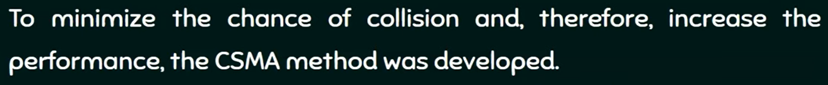 To minimize the chance of collision and, therefore, increase the
performance, the CSMA method was developed.